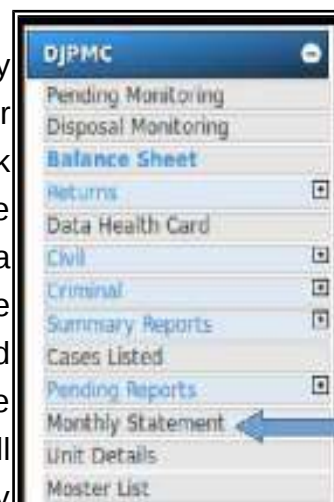 DJPMC
Pending Monitoring
Disposal Monitoring
Balance Sheet
Returns
Data Health Card
Civil
Criminal
Summary Reports
Cases Listed
Pending Reports
Monthly Statement
Unit Details
Moster List